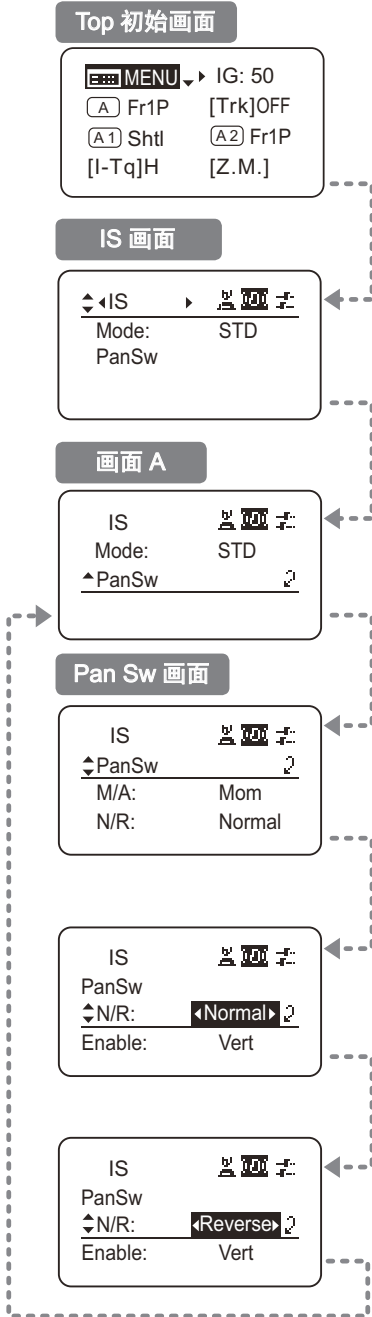 Top 初始画面
MENU IG: 50
A Fr1P [Trk]OFF
A1 Shtl A2 Fr1P
[I-Tq]H [Z.M.]
IS 画面
IS
Mode: STD
PanSw
画面 A
IS
Mode: STD
PanSw
Pan Sw 画面
IS
PanSw
M/A: Mom
N/R: Normal
IS
PanSw
N/R: Normal
Enable: Vert
IS
PanSw
N/R: Reverse
Enable: Vert